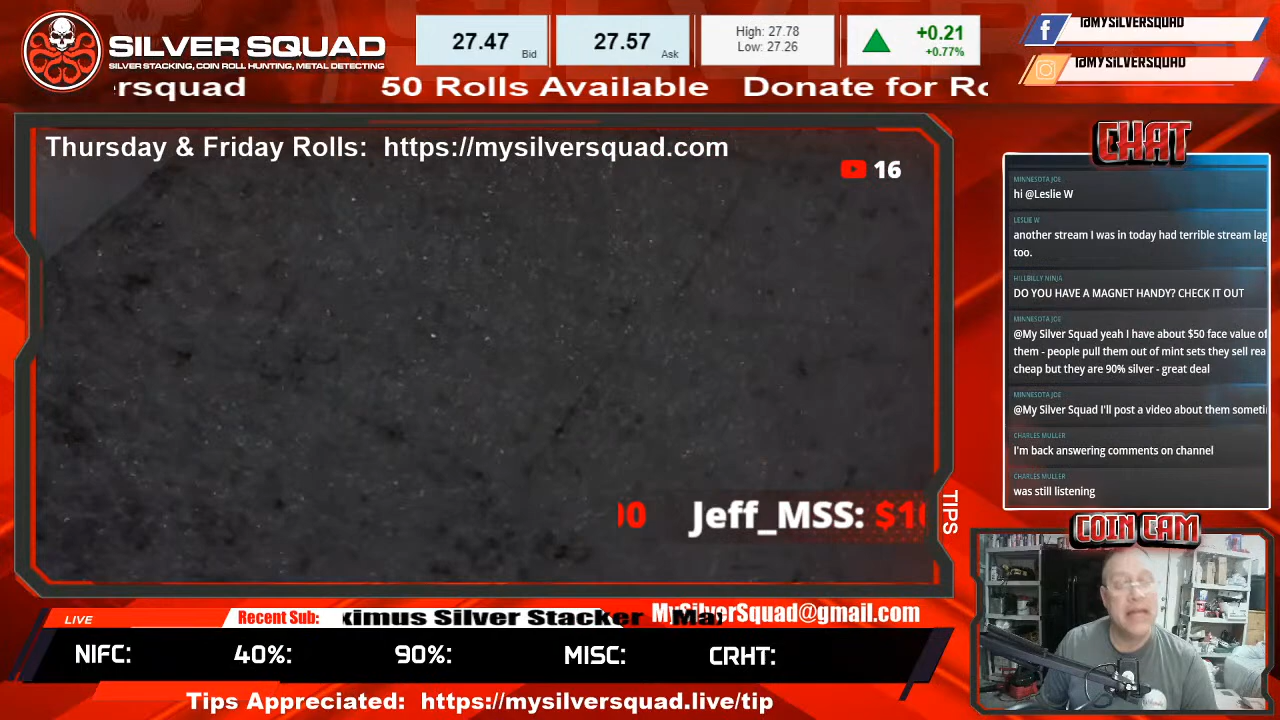 SILVER SQUAD
SILVER STACKING, COIN ROLL HUNTING, METAL DETECTING
27.47
Bid
27.57
Ask
High: 27.78
Low: 27.26
+0.21
+0.77%
@MYSILVERSQUAD
@MYSILVERSQUAD
rsquad 50 Rolls Available Donate for Ro
Thursday & Friday Rolls: https://mysilversquad.com
16
CHAT
MINNESOTA JOE
hi @Leslie W
LESLIE W
another stream I was in today had terrible stream lag
too.
HILLBILLY NINJA
DO YOU HAVE A MAGNET HANDY? CHECK IT OUT
MINNESOTA JOE
@My Silver Squad yeah I have about $50 face value of
them - people pull them out of mint sets they sell rea
cheap but they are 90% silver - great deal
MINNESOTA JOE
@My Silver Squad I'll post a video about them someti
CHARLES MULLER
I'm back answering comments on channel
CHARLES MULLER
was still listening
Jeff_MSS: $10
TIPS
COIN CAM
LIVE
Recent Sub: ximus Silver Stacker Ma
MySilverSquad@gmail.com
NIFC: 40%: 90%: MISC: CRHT:
Tips Appreciated: https://mysilversquad.live/tip